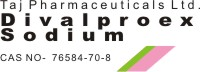 Taj Pharmaceuticals Ltd.
Divalproex
Sodium
CAS NO- 76584-70-8